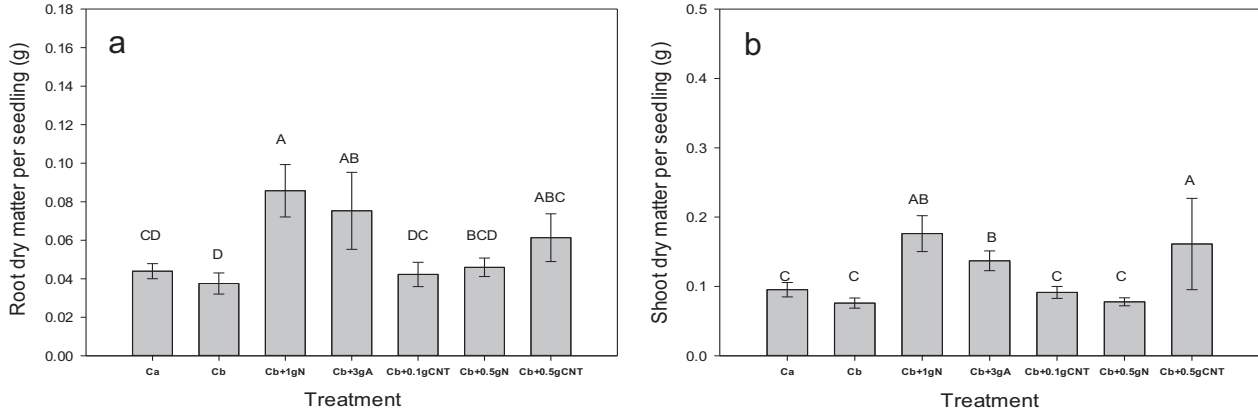 a
Root dry matter per seedling (g)
0.18
0.16
0.14
0.12
0.10
0.08
0.06
0.04
0.02
0.00
CD
D
A
AB
DC
BCD
ABC
Ca
Cb
Cb+1gN
Cb+3gA
Cb+0.1gCNT
Cb+0.5gN
Cb+0.5gCNT
Treatment
b
Shoot dry matter per seedling (g)
0.5
0.4
0.3
0.2
0.1
0.0
C
C
AB
B
C
C
A
Ca
Cb
Cb+1gN
Cb+3gA
Cb+0.1gCNT
Cb+0.5gN
Cb+0.5gCNT
Treatment